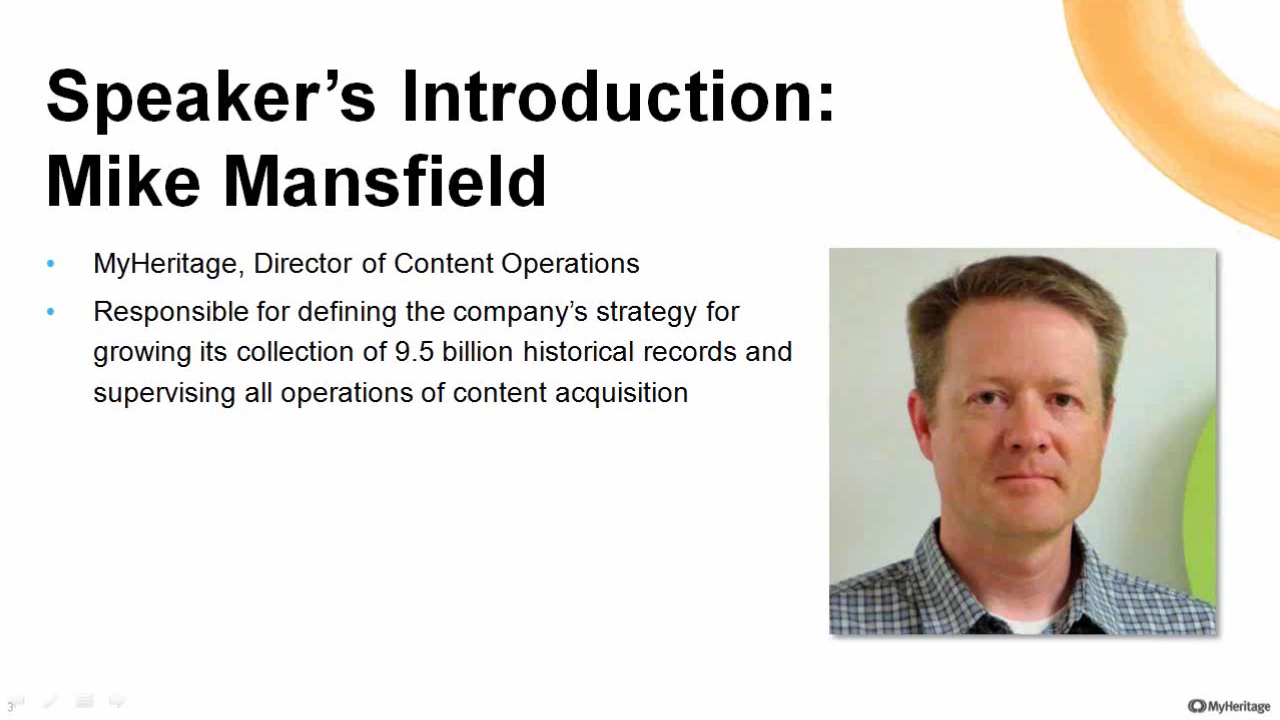 Speaker’s Introduction:
Mike Mansfield
• MyHeritage, Director of Content Operations
• Responsible for defining the company’s strategy for
growing its collection of 9.5 billion historical records and
supervising all operations of content acquisition
3
MyHeritage